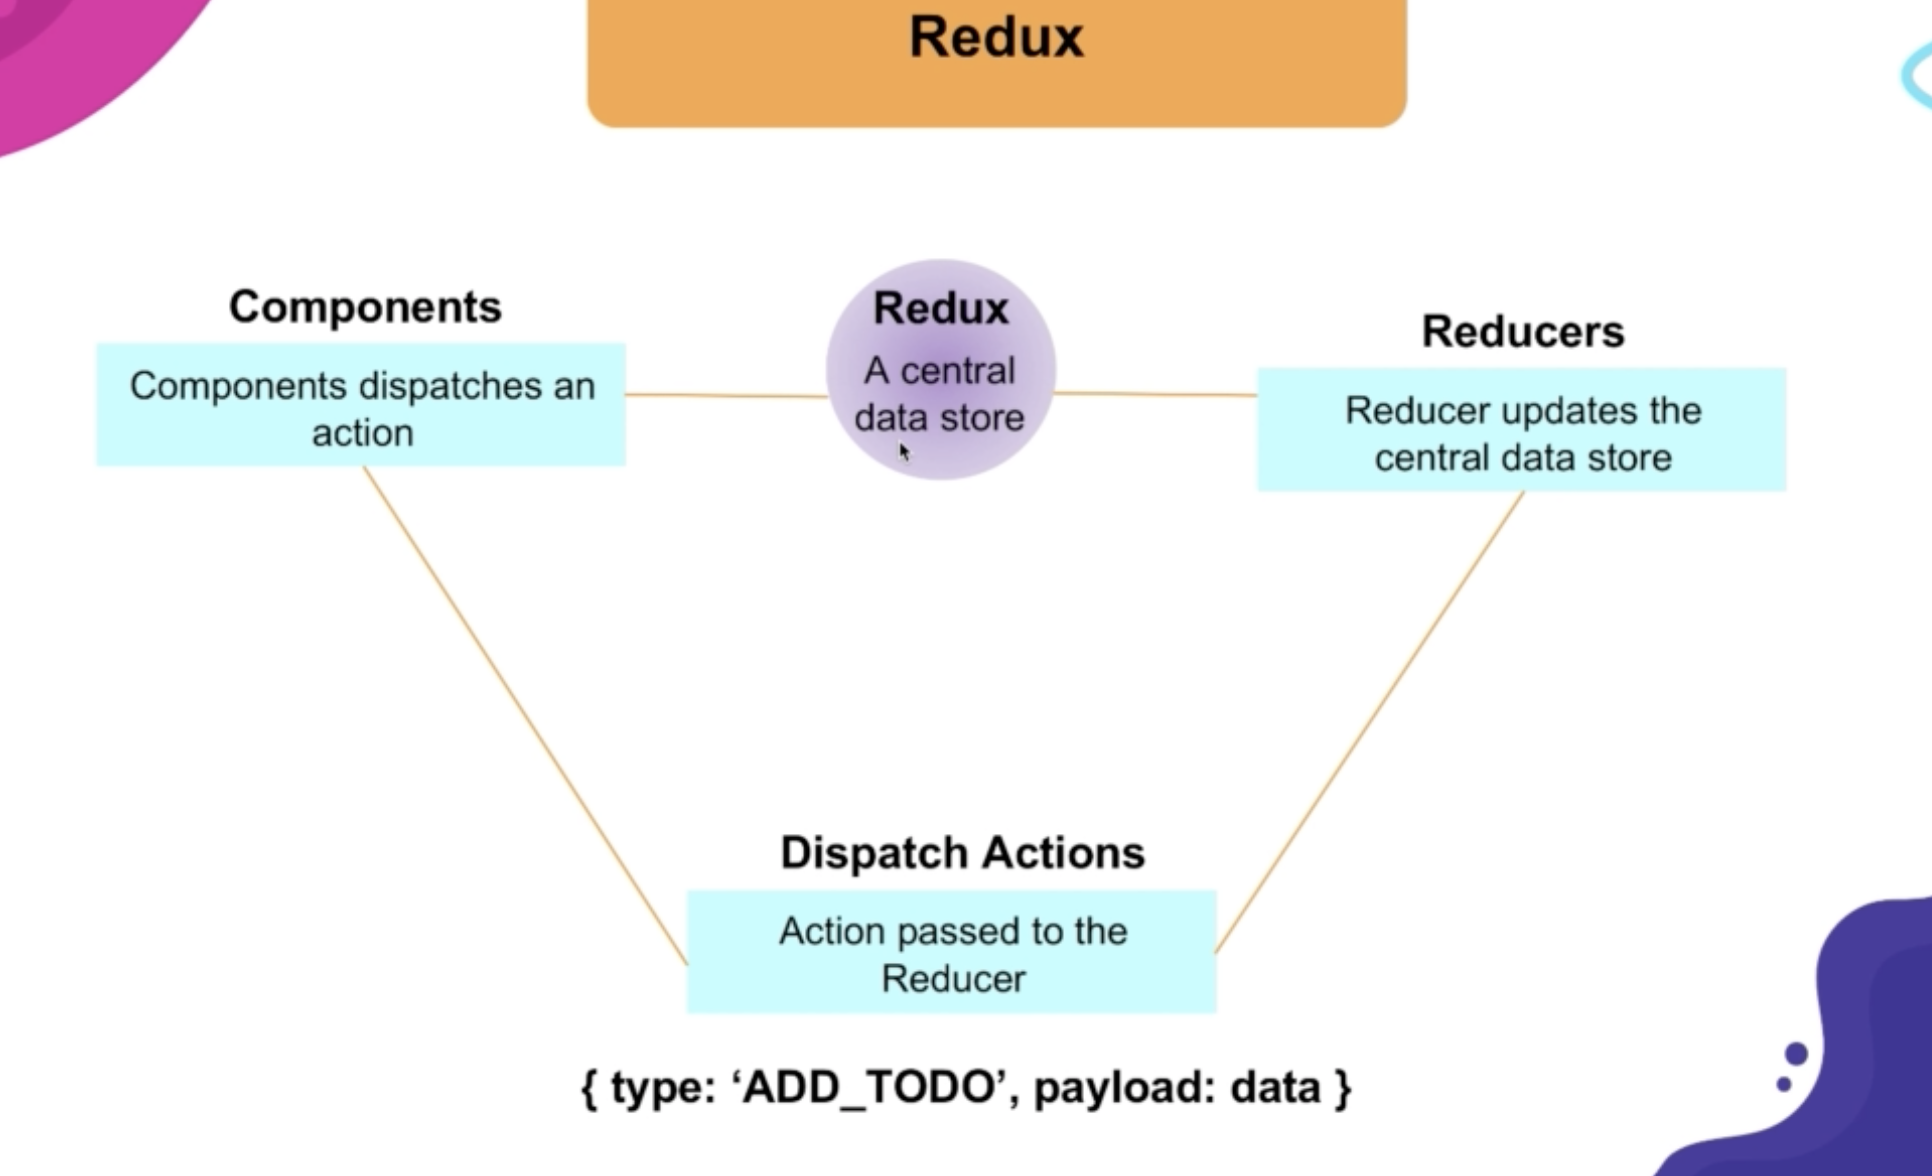 Redux
Components
Components dispatches an
action
Redux
A central
data store
Reducers
Reducer updates the
central data store
Dispatch Actions
Action passed to the
Reducer
{ type: ‘ADD_TODO’, payload: data }